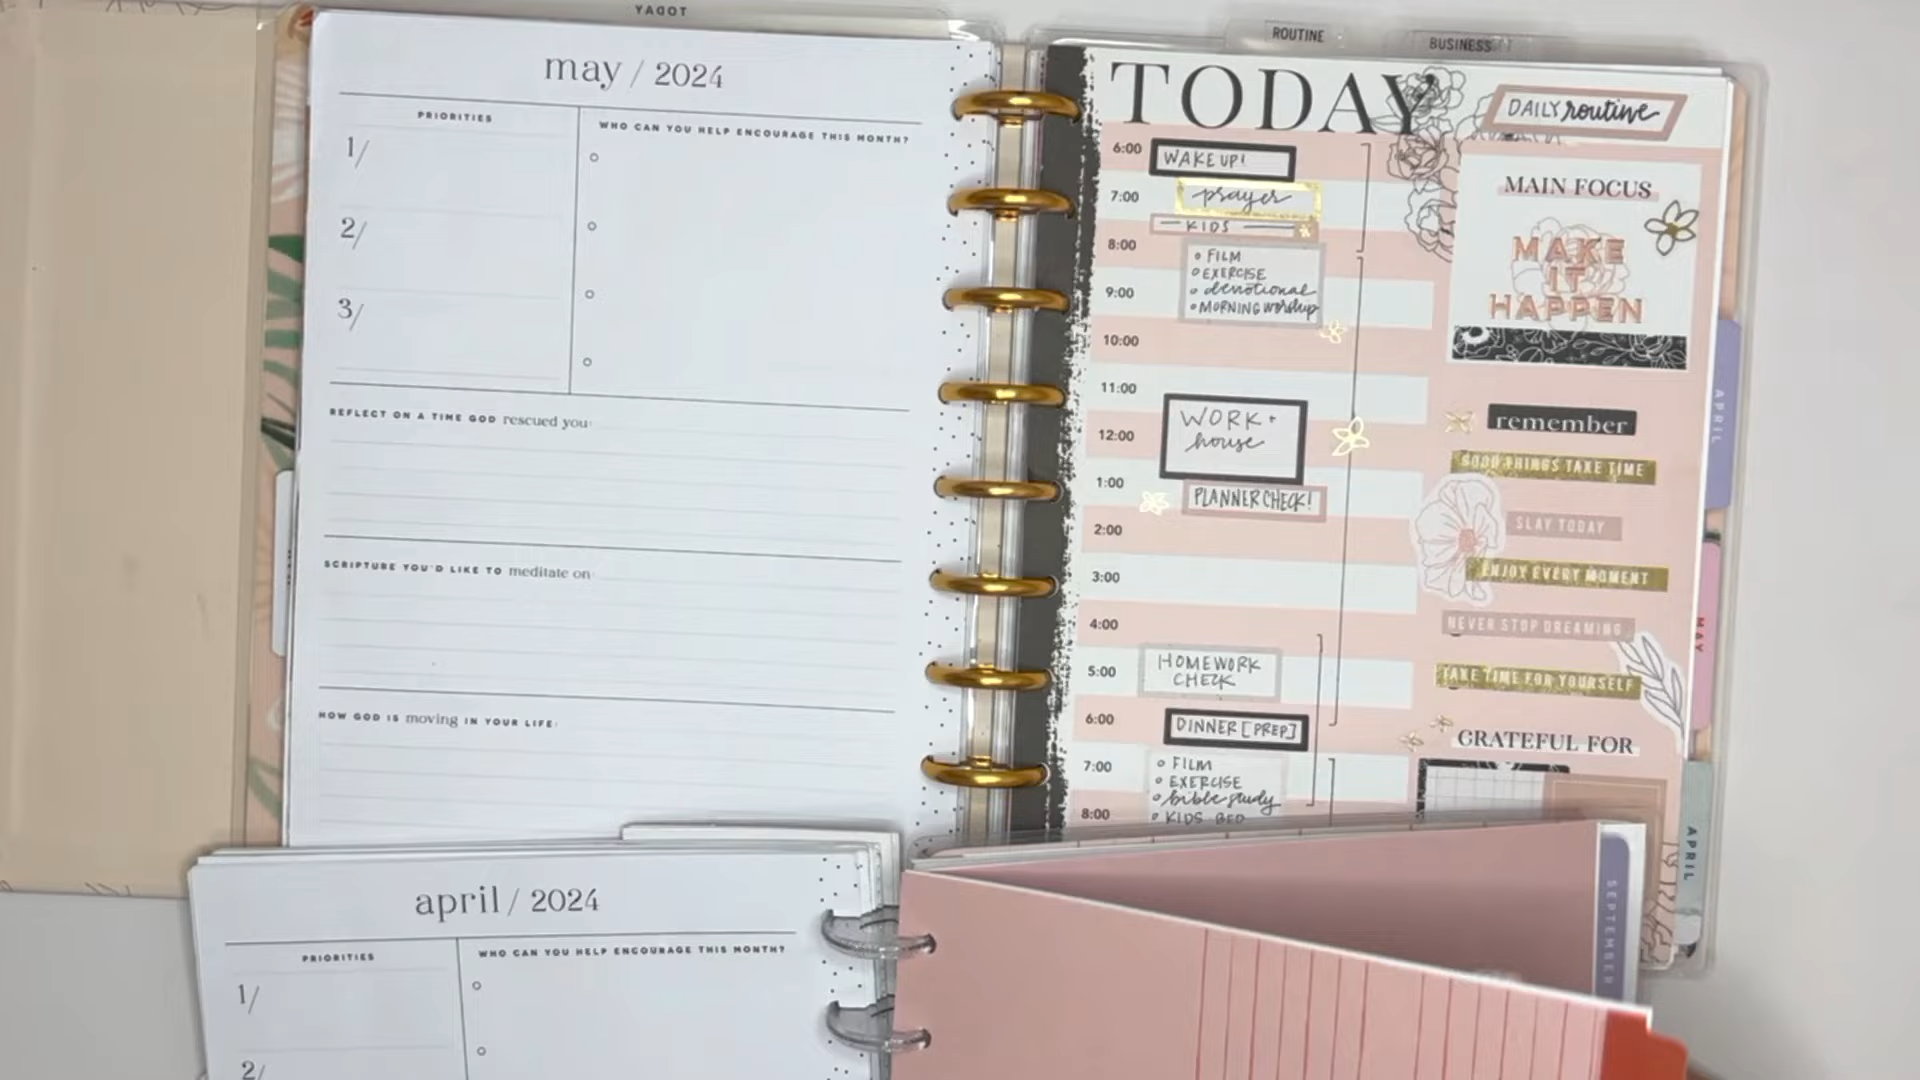 YAGOT
may / 2024
PRIORITIES
1/
2/
3/
WHO CAN YOU HELP ENCOURAGE THIS MONTH?
REFLECT ON A TIME GOD rescued you:
SCRIPTURE YOU'D LIKE TO meditate on:
HOW GOD IS moving IN YOUR LIFE:
ROUTINE
BUSINESS
TODAY
DAILY routine
6:00 WAKE UP!
7:00 prayer
— KIDS —
8:00
FILM
EXERCISE
9:00
devotional
MORNING worship
10:00
11:00
WORK +
12:00 house
1:00
PLANNER CHECK!
2:00
3:00
4:00
5:00 HOMEWORK
CHECK
6:00 DINNER [PREP]
7:00 FILM
EXERCISE
bible study
8:00 KIDS BED
MAIN FOCUS
MAKE
IT
HAPPEN
remember
GOOD THINGS TAKE TIME
SLAY TODAY
ENJOY EVERY MOMENT
NEVER STOP DREAMING
TAKE TIME FOR YOURSELF
GRATEFUL FOR
APRIL
MAY
APRIL
april / 2024
PRIORITIES
1/
2/
WHO CAN YOU HELP ENCOURAGE THIS MONTH?
SEPTEMBER